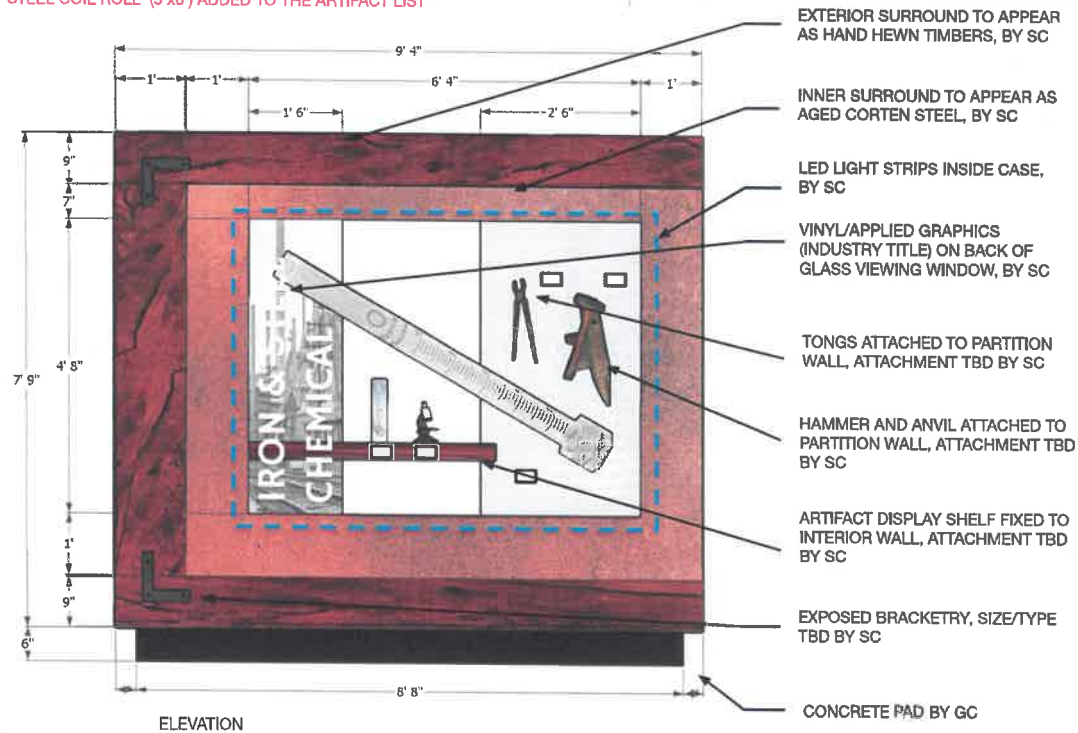 STEEL COIL ROLL (5'x6') ADDED TO THE ARTIFACT LIST
EXTERIOR SURROUND TO APPEAR
AS HAND HEWN TIMBERS, BY SC
9' 4"
1'
1'
6' 4"
1'
1' 6"
2' 6"
INNER SURROUND TO APPEAR AS
AGED CORTEN STEEL, BY SC
9"
7"
LED LIGHT STRIPS INSIDE CASE,
BY SC
VINYL/APPLIED GRAPHICS
(INDUSTRY TITLE) ON BACK OF
GLASS VIEWING WINDOW, BY SC
TONGS ATTACHED TO PARTITION
WALL, ATTACHMENT TBD BY SC
7' 9"
4' 8"
IRON &
CHEMICAL
HAMMER AND ANVIL ATTACHED TO
PARTITION WALL, ATTACHMENT TBD
BY SC
ARTIFACT DISPLAY SHELF FIXED TO
INTERIOR WALL, ATTACHMENT TBD
BY SC
1'
9"
6"
EXPOSED BRACKETRY, SIZE/TYPE
TBD BY SC
8' 8"
CONCRETE PAD BY GC
ELEVATION